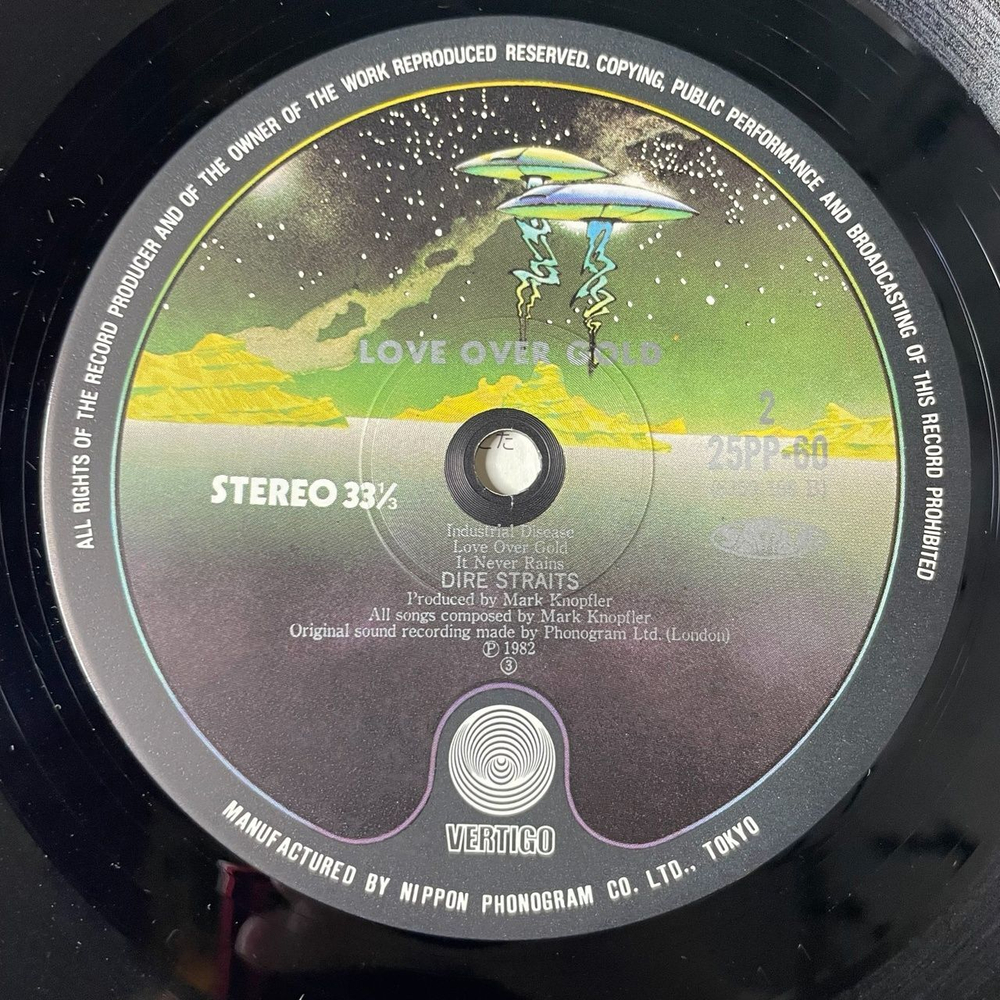 ALL RIGHTS OF THE RECORD PRODUCER AND OF THE OWNER OF THE WORK REPRODUCED RESERVED. COPYING, PUBLIC PERFORMANCE AND BROADCASTING OF THIS RECORD PROHIBITED
LOVE OVER GOLD
2
25PP-60
STEREO 33⅓
Industrial Disease
Love Over Gold
It Never Rains
DIRE STRAITS
Produced by Mark Knopfler
All songs composed by Mark Knopfler
Original sound recording made by Phonogram Ltd. (London)
℗ 1982
③
VERTIGO
MANUFACTURED BY NIPPON PHONOGRAM CO. LTD., TOKYO